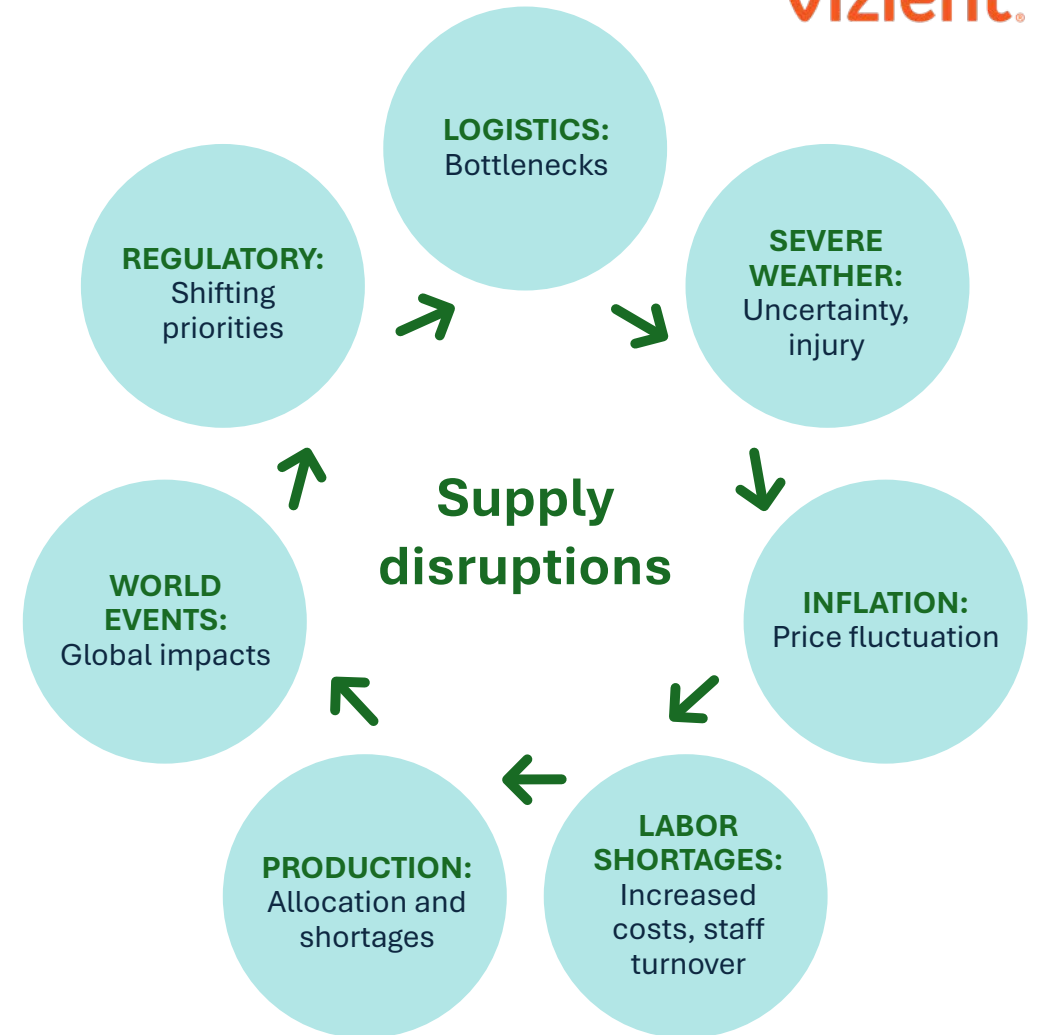 vizient®
LOGISTICS:
Bottlenecks
SEVERE
WEATHER:
Uncertainty,
injury
INFLATION:
Price fluctuation
LABOR
SHORTAGES:
Increased
costs, staff
turnover
PRODUCTION:
Allocation and
shortages
WORLD
EVENTS:
Global impacts
REGULATORY:
Shifting
priorities
Supply
disruptions